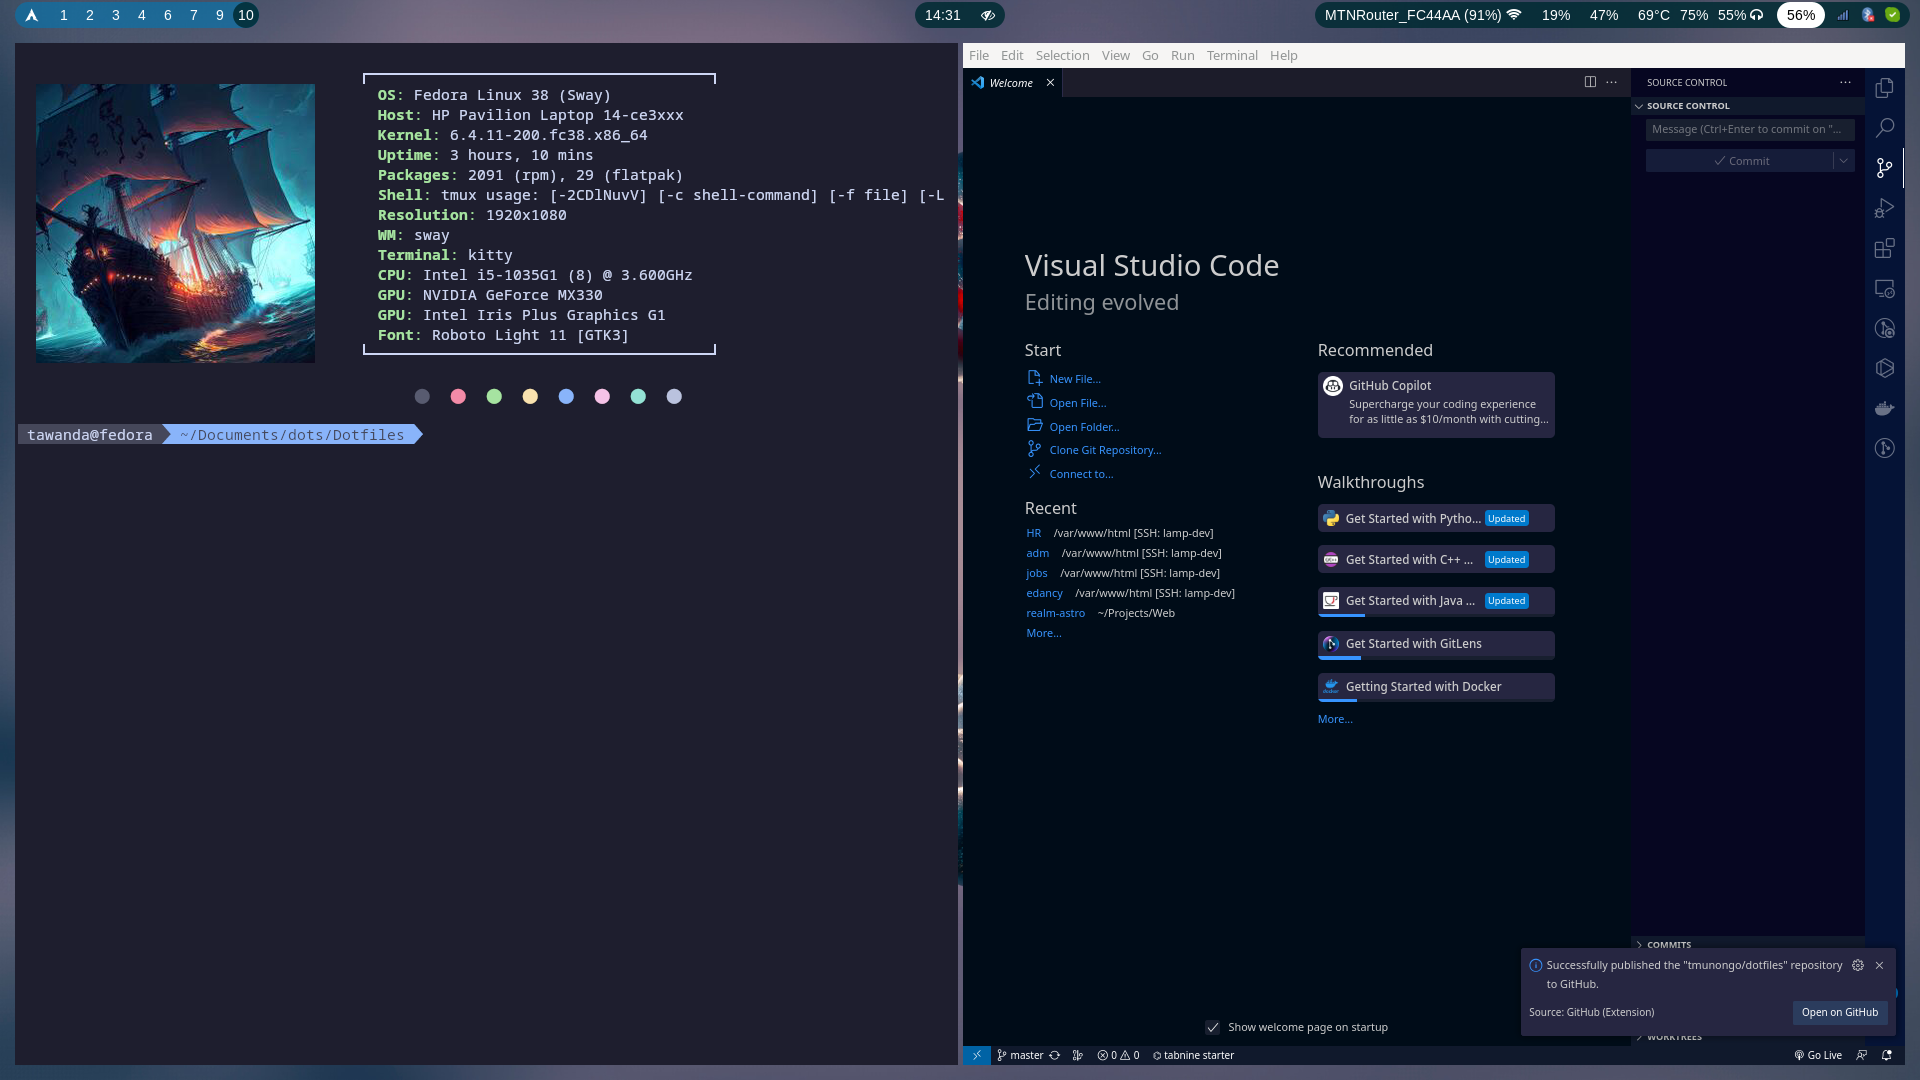 1 2 3 4 6 7 9 10
14:31
MTNRouter_FC44AA (91%) 19% 47% 69°C 75% 55% 56%
OS: Fedora Linux 38 (Sway)
Host: HP Pavilion Laptop 14-ce3xxx
Kernel: 6.4.11-200.fc38.x86_64
Uptime: 3 hours, 10 mins
Packages: 2091 (rpm), 29 (flatpak)
Shell: tmux usage: [-2CDlNuvV] [-c shell-command] [-f file] [-L
Resolution: 1920x1080
WM: sway
Terminal: kitty
CPU: Intel i5-1035G1 (8) @ 3.600GHz
GPU: NVIDIA GeForce MX330
GPU: Intel Iris Plus Graphics G1
Font: Roboto Light 11 [GTK3]
tawanda@fedora ~/Documents/dots/Dotfiles
File Edit Selection View Go Run Terminal Help
Welcome
Visual Studio Code
Editing evolved
Start
New File...
Open File...
Open Folder...
Clone Git Repository...
Connect to...
Recent
HR /var/www/html [SSH: lamp-dev]
adm /var/www/html [SSH: lamp-dev]
jobs /var/www/html [SSH: lamp-dev]
edancy /var/www/html [SSH: lamp-dev]
realm-astro ~/Projects/Web
More...
Recommended
GitHub Copilot
Supercharge your coding experience
for as little as $10/month with cutting...
Walkthroughs
Get Started with Pytho... Updated
Get Started with C++ ... Updated
Get Started with Java ... Updated
Get Started with GitLens
Getting Started with Docker
More...
Show welcome page on startup
SOURCE CONTROL
SOURCE CONTROL
Message (Ctrl+Enter to commit on "...
Commit
COMMITS
Successfully published the "tmunongo/dotfiles" repository
to GitHub.
Source: GitHub (Extension) Open on GitHub
WORKTREES
master 0 0 tabnine starter Go Live